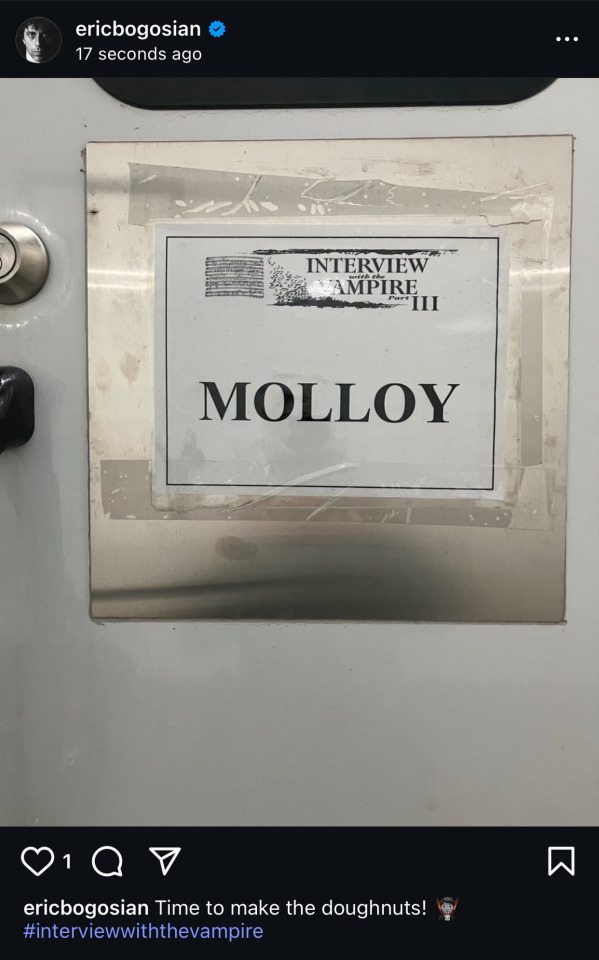 ericbogosian
17 seconds ago
INTERVIEW
with the
VAMPIRE
Part III
MOLLOY
1
ericbogosian Time to make the doughnuts! 🧛🏻‍♂️
#interviewwiththevampire